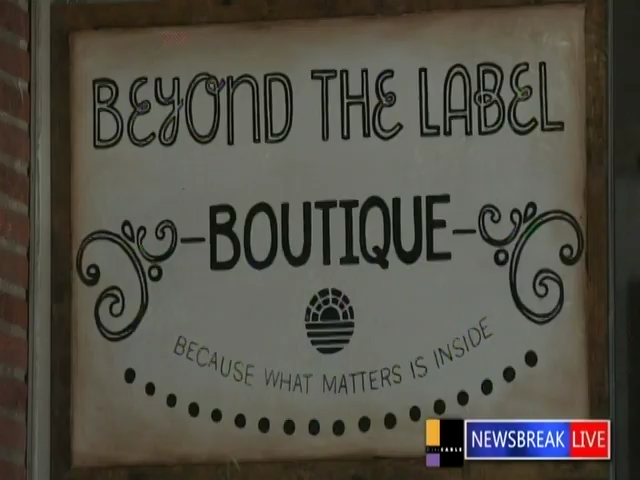 BEYOND THE LABEL
-BOUTIQUE-
BECAUSE WHAT MATTERS IS INSIDE
NEWSBREAK LIVE